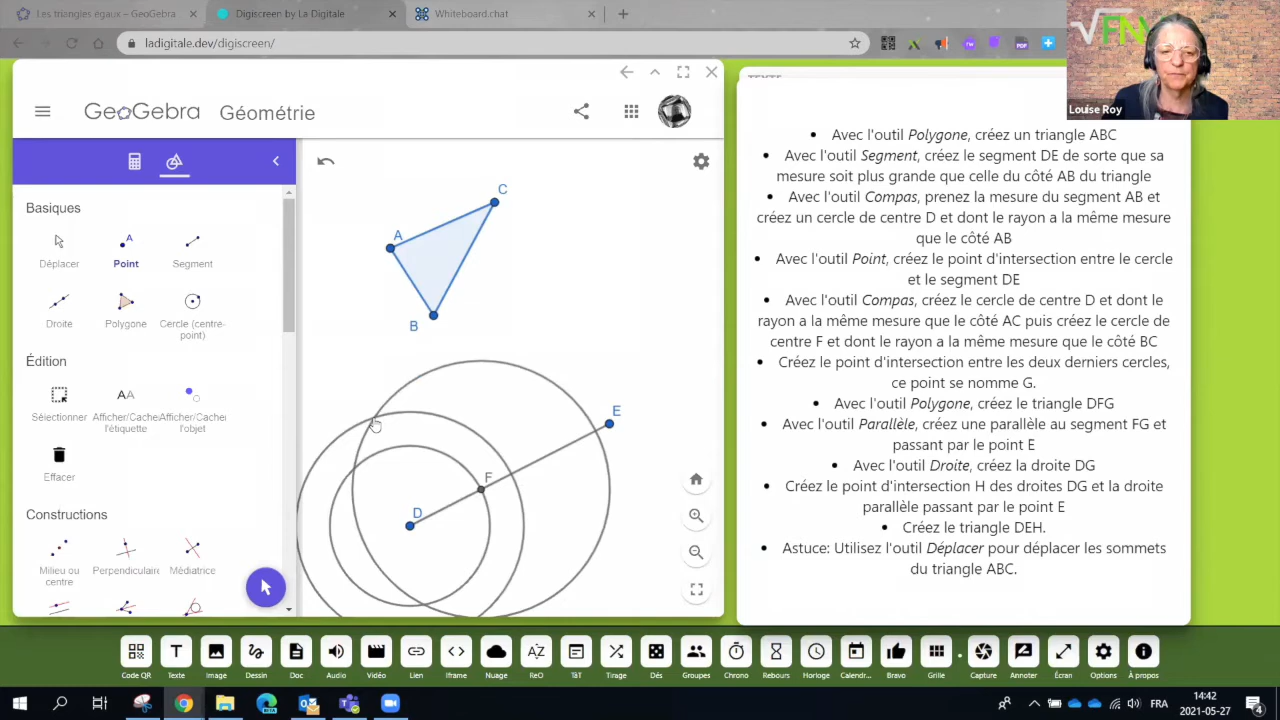 Les triangles égaux - GeoGe
Digiscreen by La Digitale
Whiteboard.chat
ladigitala.dev/digiscreen/
√FN
Louise Roy
GeoGebra Géométrie
TEXTE
Basiques
Déplacer
Point
Segment
Droite
Polygone
Cercle (centre-
point)
Édition
Sélectionner
Afficher/Cacher
l'étiquette
Afficher/Cacher
l'objet
Effacer
Constructions
Milieu ou
centre
Perpendiculaire
Médiatrice
A
B
C
D
E
F
• Avec l'outil Polygone, créez un triangle ABC
• Avec l'outil Segment, créez le segment DE de sorte que sa
mesure soit plus grande que celle du côté AB du triangle
• Avec l'outil Compas, prenez la mesure du segment AB et
créez un cercle de centre D et dont le rayon a la même mesure
que le côté AB
• Avec l'outil Point, créez le point d'intersection entre le cercle
et le segment DE
• Avec l'outil Compas, créez le cercle de centre D et dont le
rayon a la même mesure que le côté AC puis créez le cercle de
centre F et dont le rayon a la même mesure que le côté BC
• Créez le point d'intersection entre les deux derniers cercles,
ce point se nomme G.
• Avec l'outil Polygone, créez le triangle DFG
• Avec l'outil Parallèle, créez une parallèle au segment FG et
passant par le point E
• Avec l'outil Droite, créez la droite DG
• Créez le point d'intersection H des droites DG et la droite
parallèle passant par le point E
• Créez le triangle DEH.
• Astuce: Utilisez l'outil Déplacer pour déplacer les sommets
du triangle ABC.
Code QR
Texte
Image
Dessin
Doc
Audio
Vidéo
Lien
Iframe
Nuage
ReO
T&T
Tirage
Dés
Groupes
Chrono
Rebours
Horloge
Calendr...
Bravo
Grille
Capture
Annoter
Écran
Options
À propos
FRA
14:42
2021-05-27
4